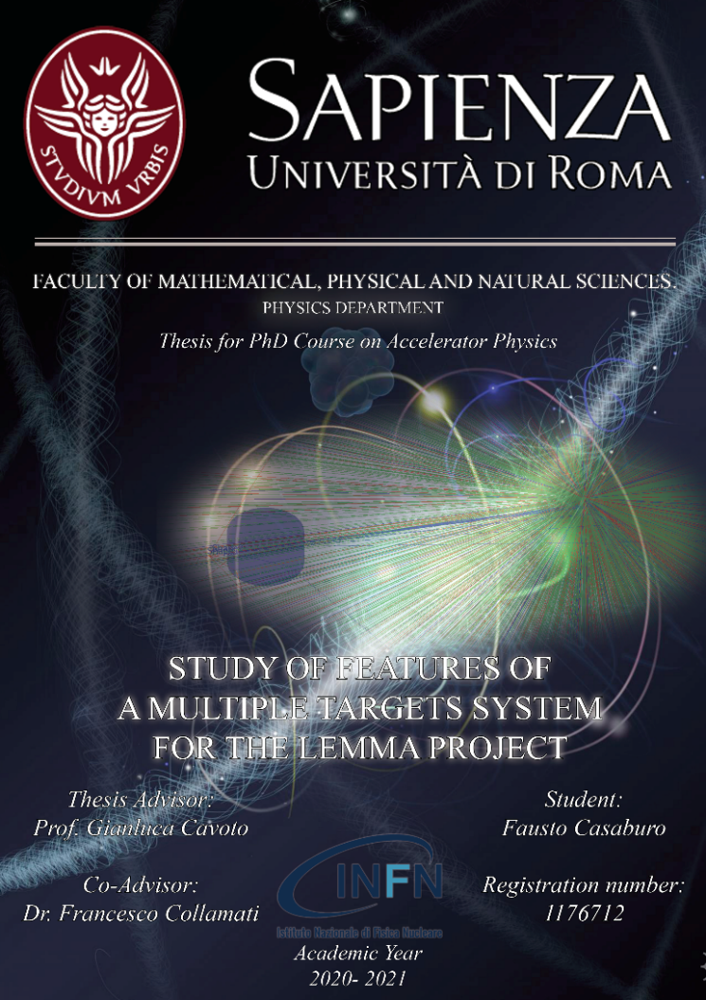 STVDIVM VRBIS
SAPIENZA
UNIVERSITÀ DI ROMA
FACULTY OF MATHEMATICAL, PHYSICAL AND NATURAL SCIENCES.
PHYSICS DEPARTMENT
Thesis for PhD Course on Accelerator Physics
STUDY OF FEATURES OF
A MULTIPLE TARGETS SYSTEM
FOR THE LEMMA PROJECT
Thesis Advisor:
Prof. Gianluca Cavoto
Student:
Fausto Casaburo
Co-Advisor:
Dr. Francesco Collamati
INFN
Istituto Nazionale di Fisica Nucleare
Registration number:
1176712
Academic Year
2020- 2021